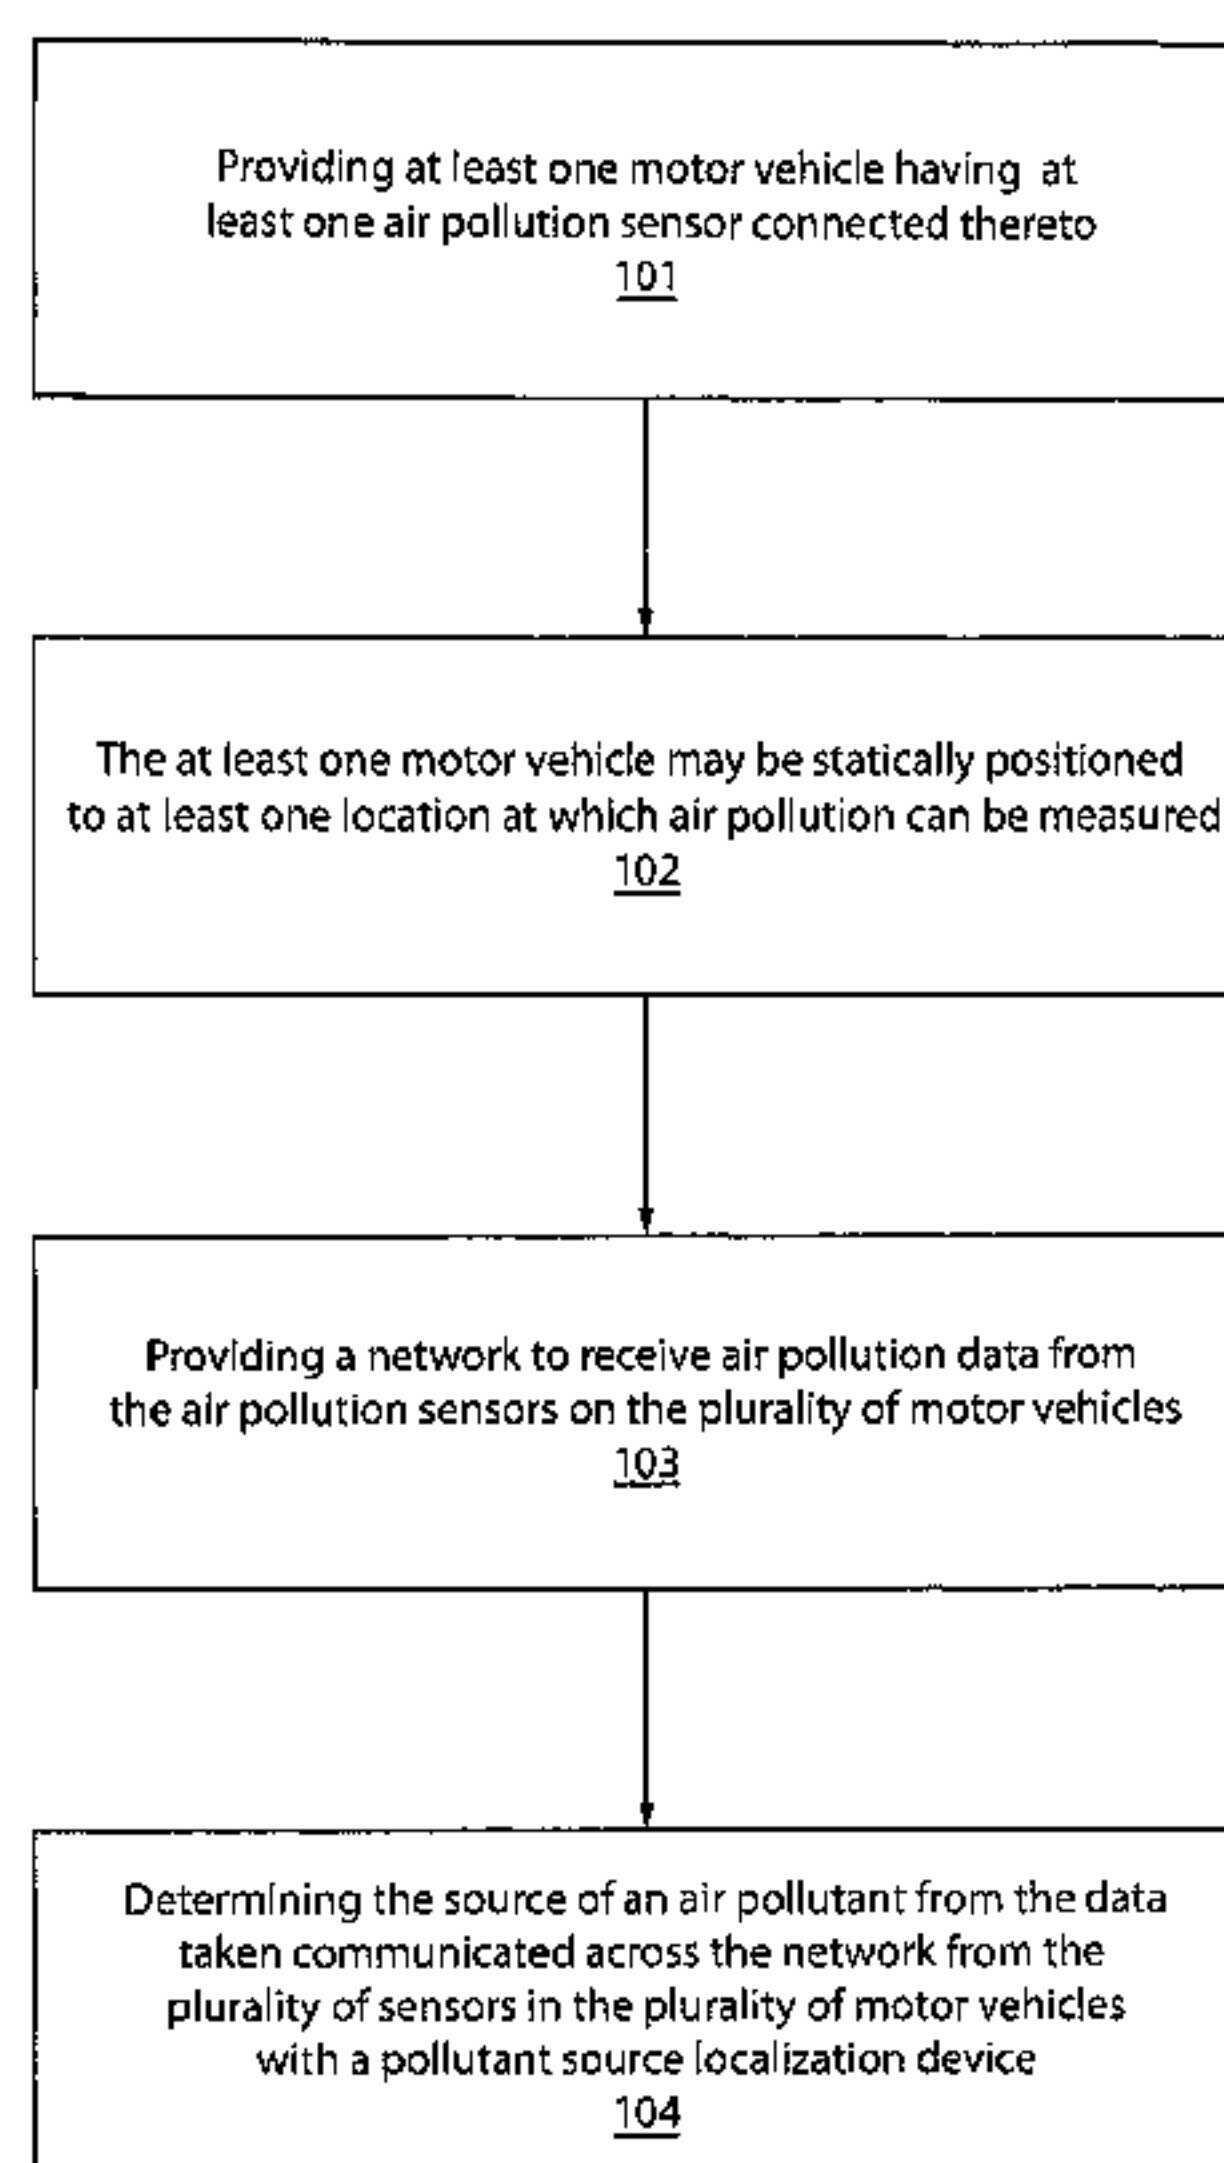 Providing at least one motor vehicle having at
least one air pollution sensor connected thereto
101
The at least one motor vehicle may be statically positioned
to at least one location at which air pollution can be measured
102
Providing a network to receive air pollution data from
the air pollution sensors on the plurality of motor vehicles
103
Determining the source of an air pollutant from the data
taken communicated across the network from the
plurality of sensors in the plurality of motor vehicles
with a pollutant source localization device
104